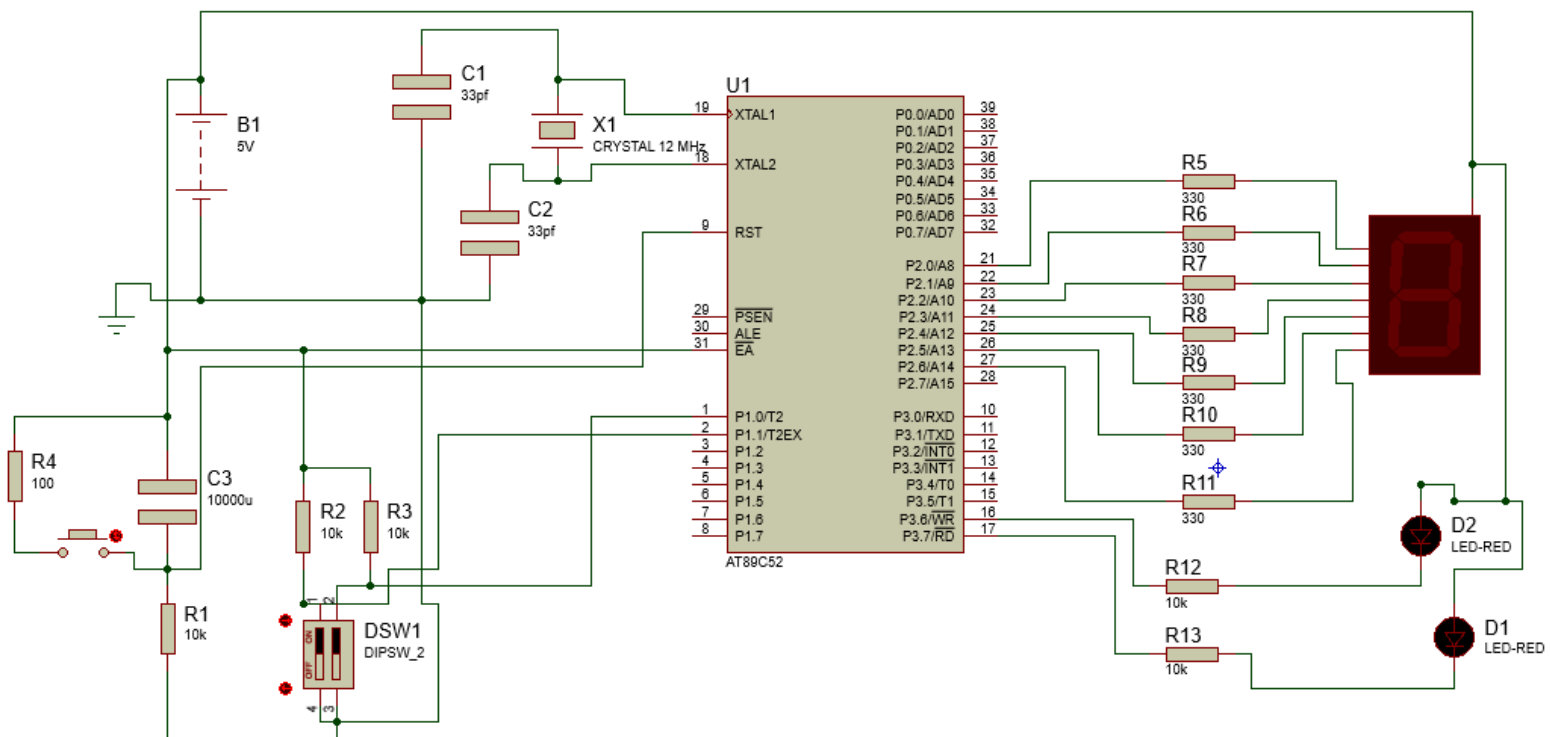 B1
5V
C1
33pf
X1
CRYSTAL 12 MHz
C2
33pf
U1
19 XTAL1
18 XTAL2
9 RST
29 PSEN
30 ALE
31 EA
1 P1.0/T2
2 P1.1/T2EX
3 P1.2
4 P1.3
5 P1.4
6 P1.5
7 P1.6
8 P1.7
P0.0/AD0 39
P0.1/AD1 38
P0.2/AD2 37
P0.3/AD3 36
P0.4/AD4 35
P0.5/AD5 34
P0.6/AD6 33
P0.7/AD7 32
P2.0/A8 21
P2.1/A9 22
P2.2/A10 23
P2.3/A11 24
P2.4/A12 25
P2.5/A13 26
P2.6/A14 27
P2.7/A15 28
P3.0/RXD 10
P3.1/TXD 11
P3.2/INT0 12
P3.3/INT1 13
P3.4/T0 14
P3.5/T1 15
P3.6/WR 16
P3.7/RD 17
AT89C52
R5
330
R6
330
R7
330
R8
330
R9
330
R10
330
R11
330
R12
10k
R13
10k
D2
LED-RED
D1
LED-RED
R4
100
C3
10000u
R1
10k
R2
10k
R3
10k
1 2
ON
OFF
4 3
DSW1
DIPSW_2